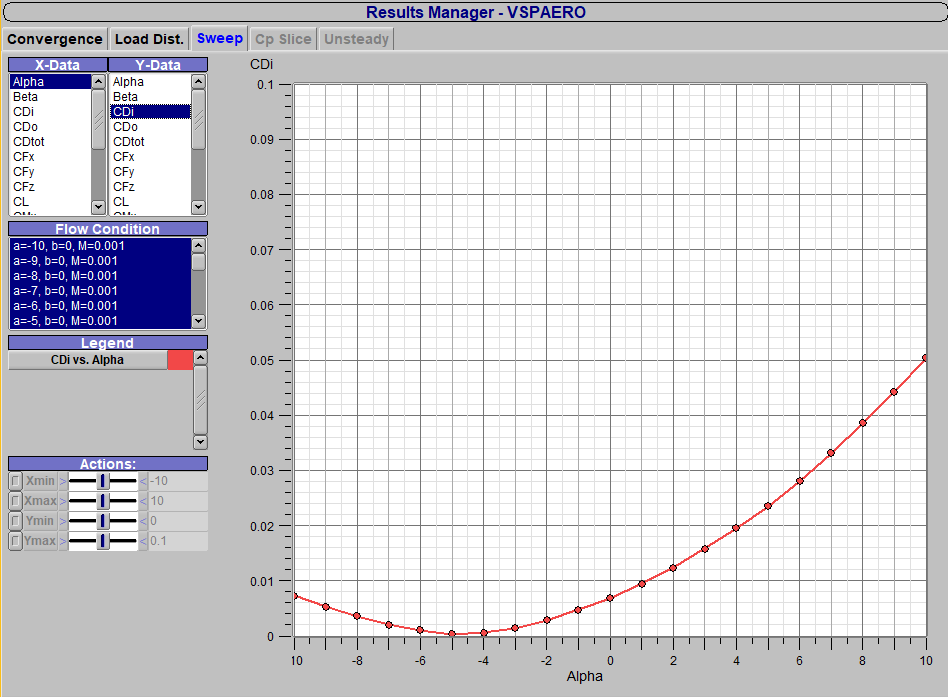 Results Manager - VSPAERO
Convergence Load Dist. Sweep Cp Slice Unsteady
X-Data Y-Data
Alpha Alpha
Beta Beta
CDi CDi
CDo CDo
CDtot CDtot
CFx CFx
CFy CFy
CFz CFz
CL CL
Flow Condition
a=-10, b=0, M=0.001
a=-9, b=0, M=0.001
a=-8, b=0, M=0.001
a=-7, b=0, M=0.001
a=-6, b=0, M=0.001
a=-5, b=0, M=0.001
Legend
CDi vs. Alpha
Actions:
Xmin > < -10
Xmax > < 10
Ymin > < 0
Ymax > < 0.1
CDi
0.1
0.09
0.08
0.07
0.06
0.05
0.04
0.03
0.02
0.01
0
10 -8 -6 -4 -2 0 2 4 6 8 10
Alpha